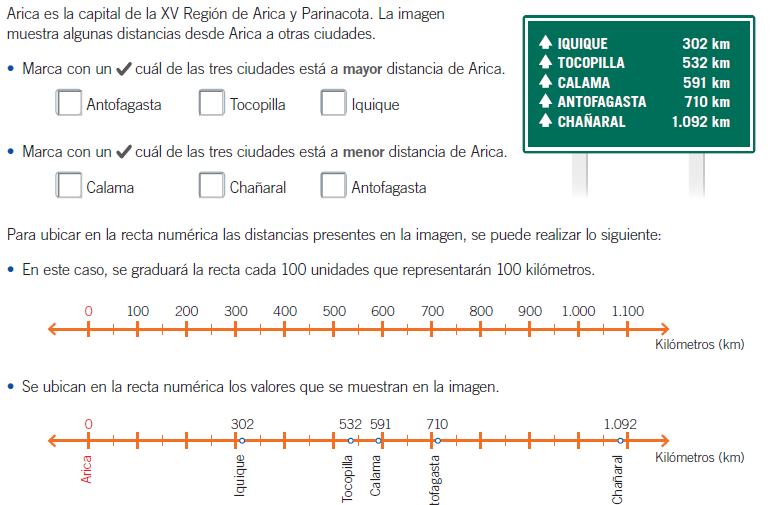 Arica es la capital de la XV Región de Arica y Parinacota. La imagen
muestra algunas distancias desde Arica a otras ciudades.
• Marca con un ✔ cuál de las tres ciudades está a mayor distancia de Arica.
Antofagasta Tocopilla Iquique
• Marca con un ✔ cuál de las tres ciudades está a menor distancia de Arica.
Calama Chañaral Antofagasta
IQUIQUE 302 km
TOCOPILLA 532 km
CALAMA 591 km
ANTOFAGASTA 710 km
CHAÑARAL 1.092 km
Para ubicar en la recta numérica las distancias presentes en la imagen, se puede realizar lo siguiente:
• En este caso, se graduará la recta cada 100 unidades que representarán 100 kilómetros.
0 100 200 300 400 500 600 700 800 900 1.000 1.100
Kilómetros (km)
• Se ubican en la recta numérica los valores que se muestran en la imagen.
0 302 532 591 710 1.092
Kilómetros (km)
Arica
Iquique
Tocopilla
Calama
tofagasta
Chañaral